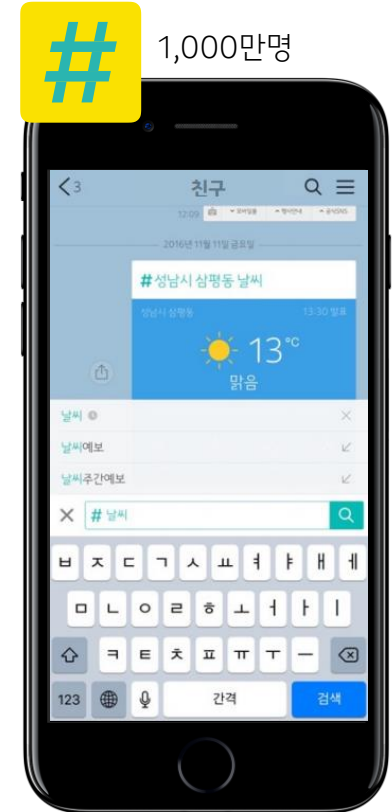 #
1,000만명
3
친구
12:09
2016년 11월 11일 금요일
#성남시 삼평동 날씨
성남시 삼평동 13:30 발표
13°C
맑음
날씨
날씨예보
날씨주간예보
# 날씨
ㅂ ㅈ ㄷ ㄱ ㅅ ㅛ ㅕ ㅑ ㅐ ㅔ
ㅁ ㄴ ㅇ ㄹ ㅎ ㅗ ㅓ ㅏ ㅣ
ㅋ ㅌ ㅊ ㅍ ㅠ ㅜ ㅡ
123 간격 검색